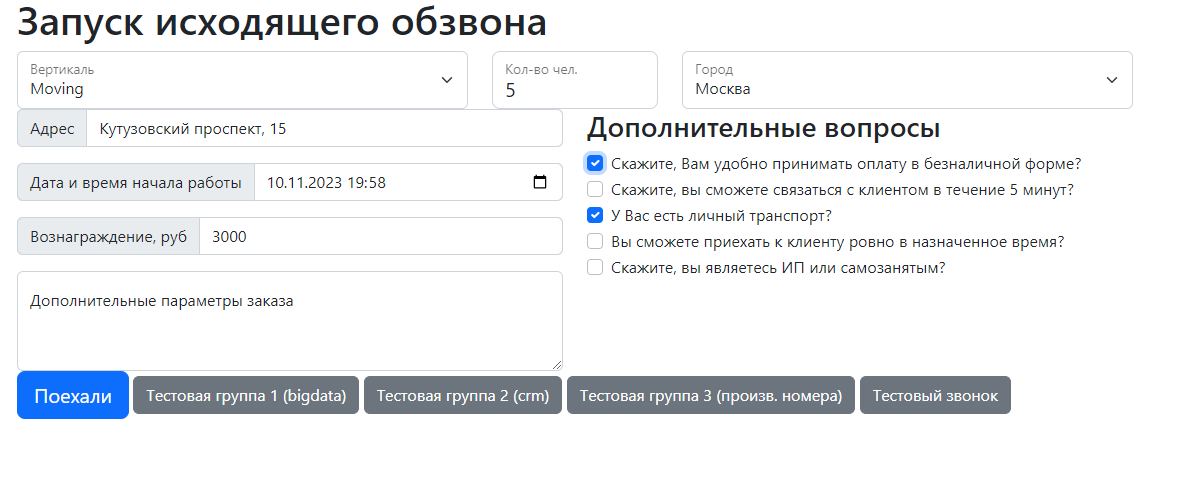 Запуск исходящего обзвона
Вертикаль
Moving
Кол-во чел.
5
Город
Москва
Адрес Кутузовский проспект, 15
Дата и время начала работы 10.11.2023 19:58
Вознаграждение, руб 3000
Дополнительные параметры заказа
Дополнительные вопросы
Скажите, Вам удобно принимать оплату в безналичной форме?
Скажите, вы сможете связаться с клиентом в течение 5 минут?
У Вас есть личный транспорт?
Вы сможете приехать к клиенту ровно в назначенное время?
Скажите, вы являетесь ИП или самозанятым?
Поехали Тестовая группа 1 (bigdata) Тестовая группа 2 (crm) Тестовая группа 3 (произв. номера) Тестовый звонок